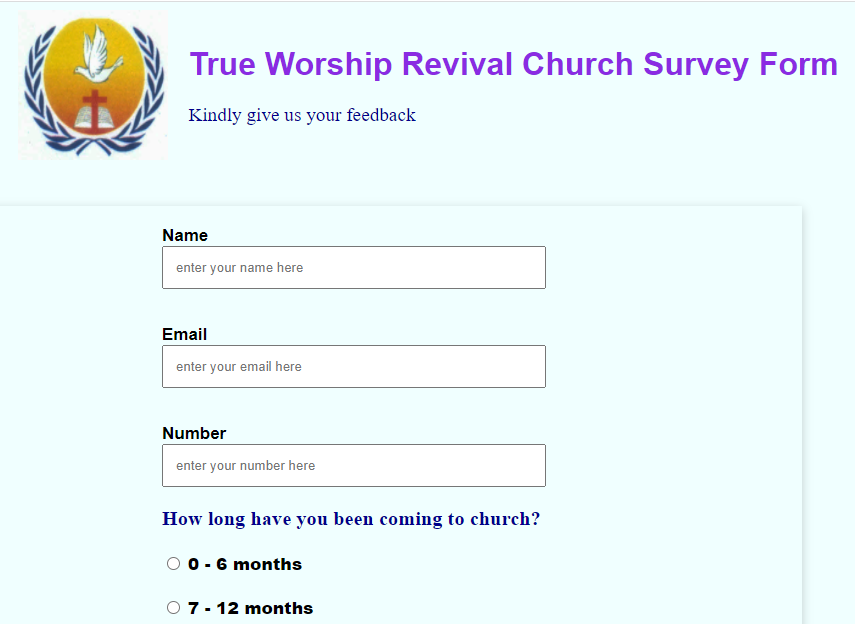 True Worship Revival Church Survey Form
Kindly give us your feedback
Name
enter your name here
Email
enter your email here
Number
enter your number here
How long have you been coming to church?
0 - 6 months
7 - 12 months